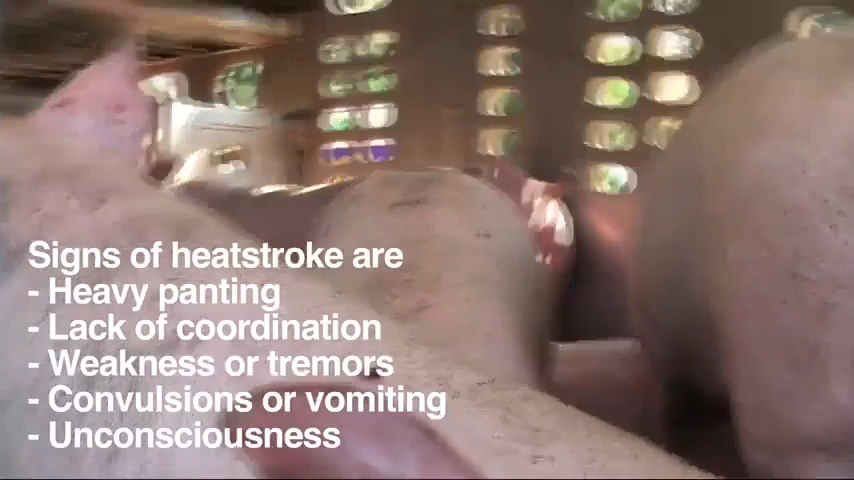 Signs of heatstroke are
- Heavy panting
- Lack of coordination
- Weakness or tremors
- Convulsions or vomiting
- Unconsciousness